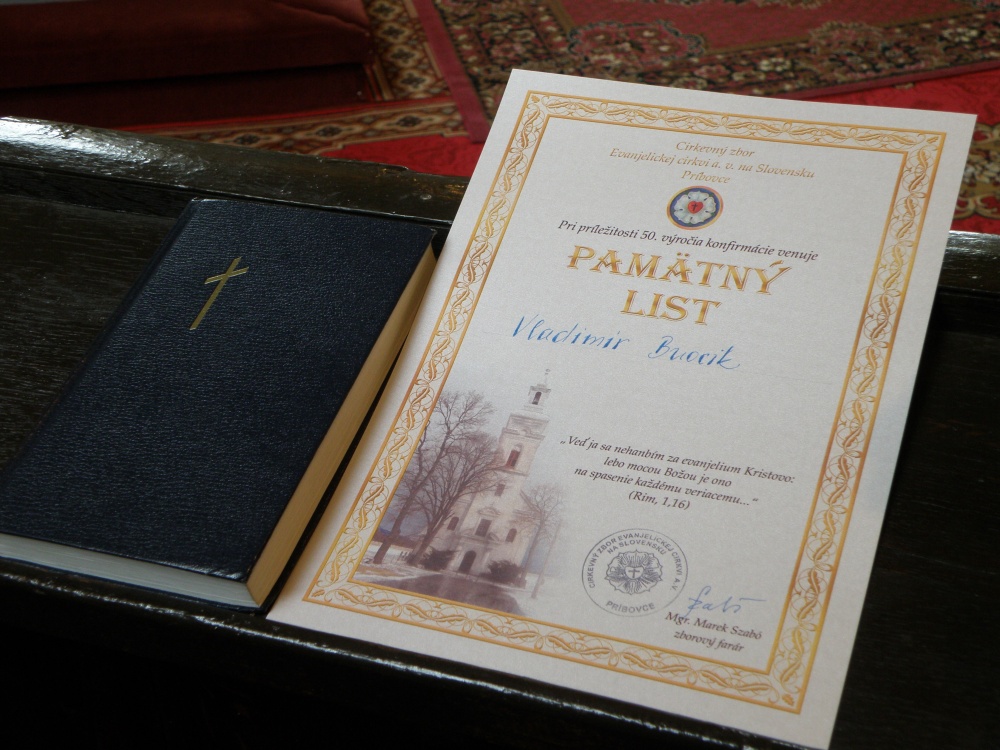 Cirkevný zbor
Evanjelickej cirkvi a. v. na Slovensku
Príbovce
Pri príležitosti 50. výročia konfirmácie venuje
PAMÄTNÝ
LIST
Vladimír Buocik
„Veď ja sa nehanbím za evanjelium Kristovo:
lebo mocou Božou je ono
na spasenie každému veriacemu...“
(Rim, 1,16)
CIRKEVNÝ ZBOR EVANJELICKEJ CIRKVI A.V.
NA SLOVENSKU
PRÍBOVCE
Mgr. Marek Szabó
zborový farár